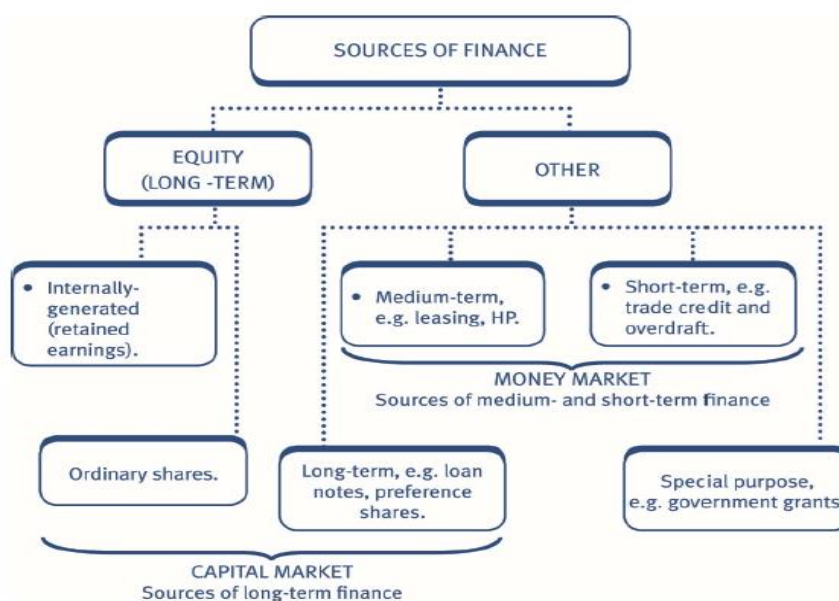 SOURCES OF FINANCE
EQUITY
(LONG -TERM)
OTHER
• Internally-
generated
(retained
earnings).
• Medium-term,
e.g. leasing, HP.
• Short-term, e.g.
trade credit and
overdraft.
MONEY MARKET
Sources of medium- and short-term finance
Ordinary shares.
Long-term, e.g. loan
notes, preference
shares.
Special purpose,
e.g. government grants
CAPITAL MARKET
Sources of long-term finance